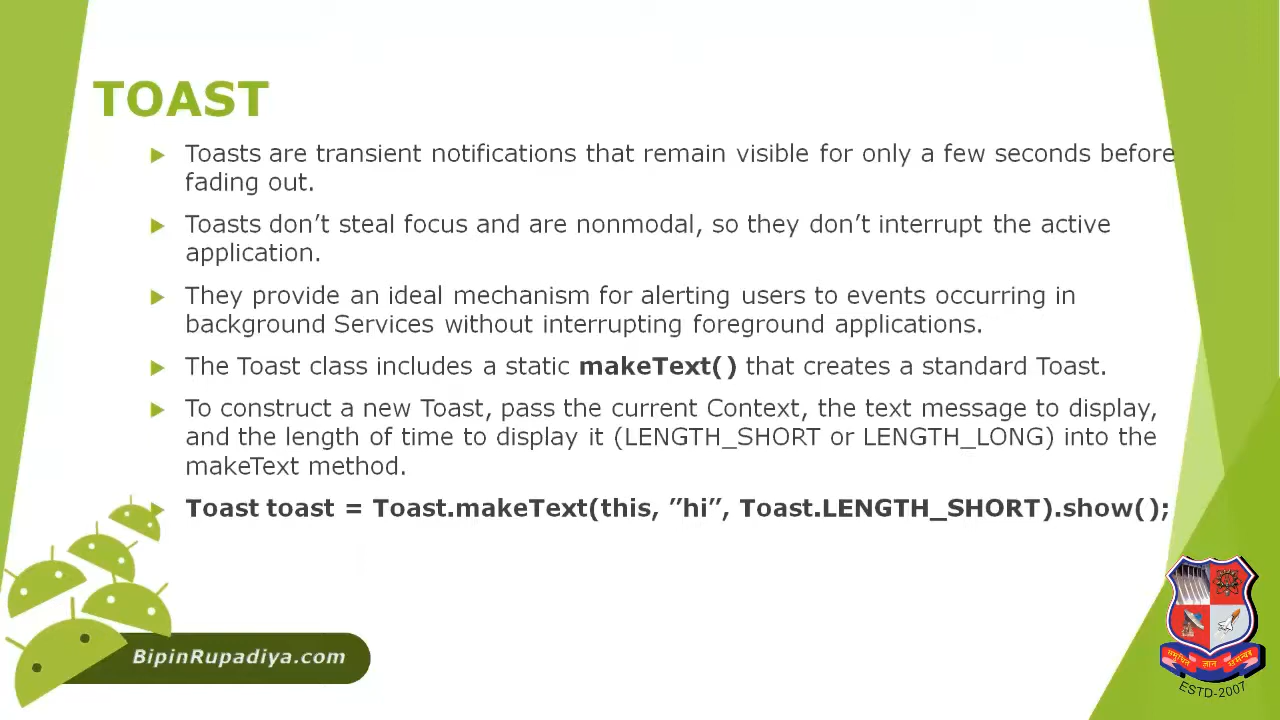 TOAST
Toasts are transient notifications that remain visible for only a few seconds before
fading out.
Toasts don’t steal focus and are nonmodal, so they don’t interrupt the active
application.
They provide an ideal mechanism for alerting users to events occurring in
background Services without interrupting foreground applications.
The Toast class includes a static makeText() that creates a standard Toast.
To construct a new Toast, pass the current Context, the text message to display,
and the length of time to display it (LENGTH_SHORT or LENGTH_LONG) into the
makeText method.
Toast toast = Toast.makeText(this, ”hi”, Toast.LENGTH_SHORT).show();
BipinRupadiya.com
ज्ञान
ESTD-2007